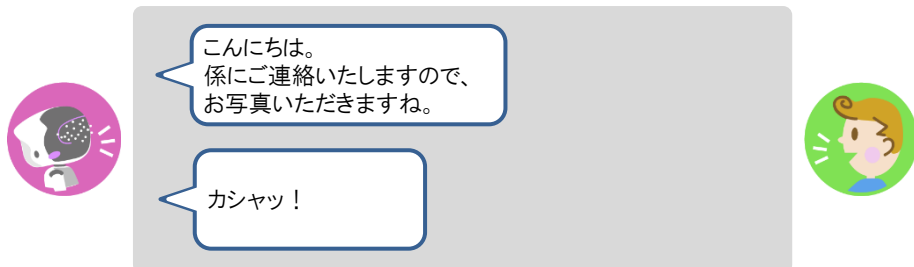 こんにちは。
係にご連絡いたしますので、
お写真いただきますね。
カシャッ！